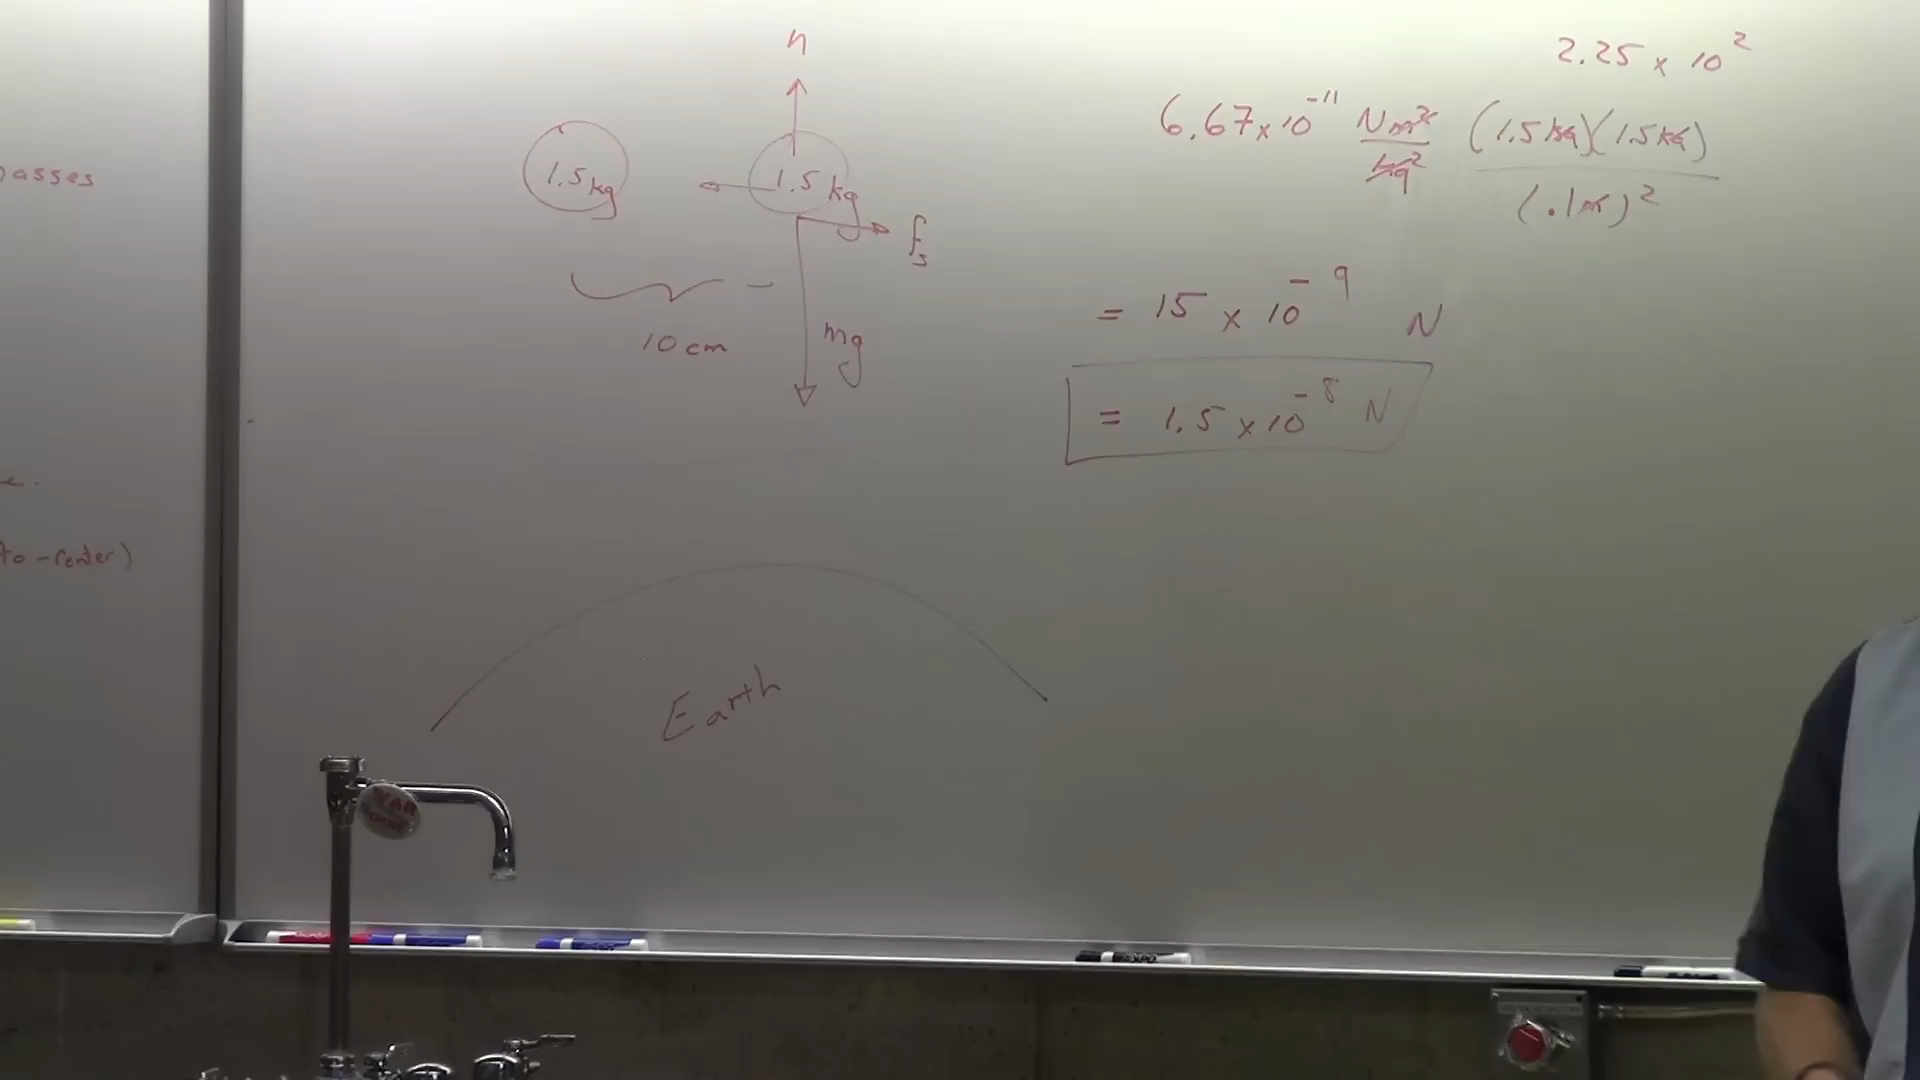 asses
e.
to-center)
n
1.5 kg
1.5 kg
fs
10 cm
mg
Earth
2.25 x 10^2
6.67 x 10^-11 Nm^2/kg^2 (1.5 kg)(1.5 kg)/(.1m)^2
= 15 x 10^-9 N
= 1.5 x 10^-8 N